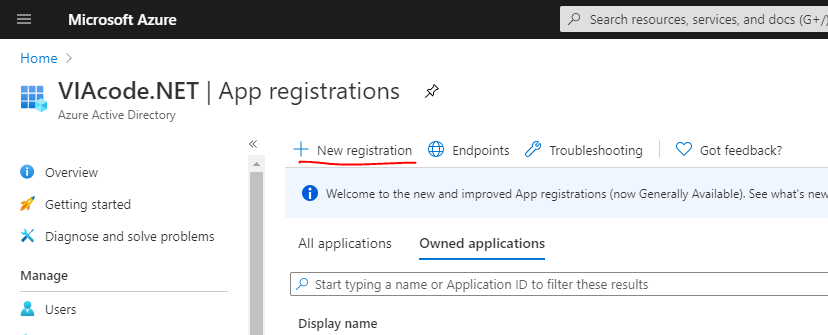 Microsoft Azure
Search resources, services, and docs (G+/)
Home
VIAcode.NET | App registrations
Azure Active Directory
New registration
Endpoints
Troubleshooting
Got feedback?
Overview
Getting started
Diagnose and solve problems
Manage
Users
Welcome to the new and improved App registrations (now Generally Available). See what's new
All applications
Owned applications
Start typing a name or Application ID to filter these results
Display name